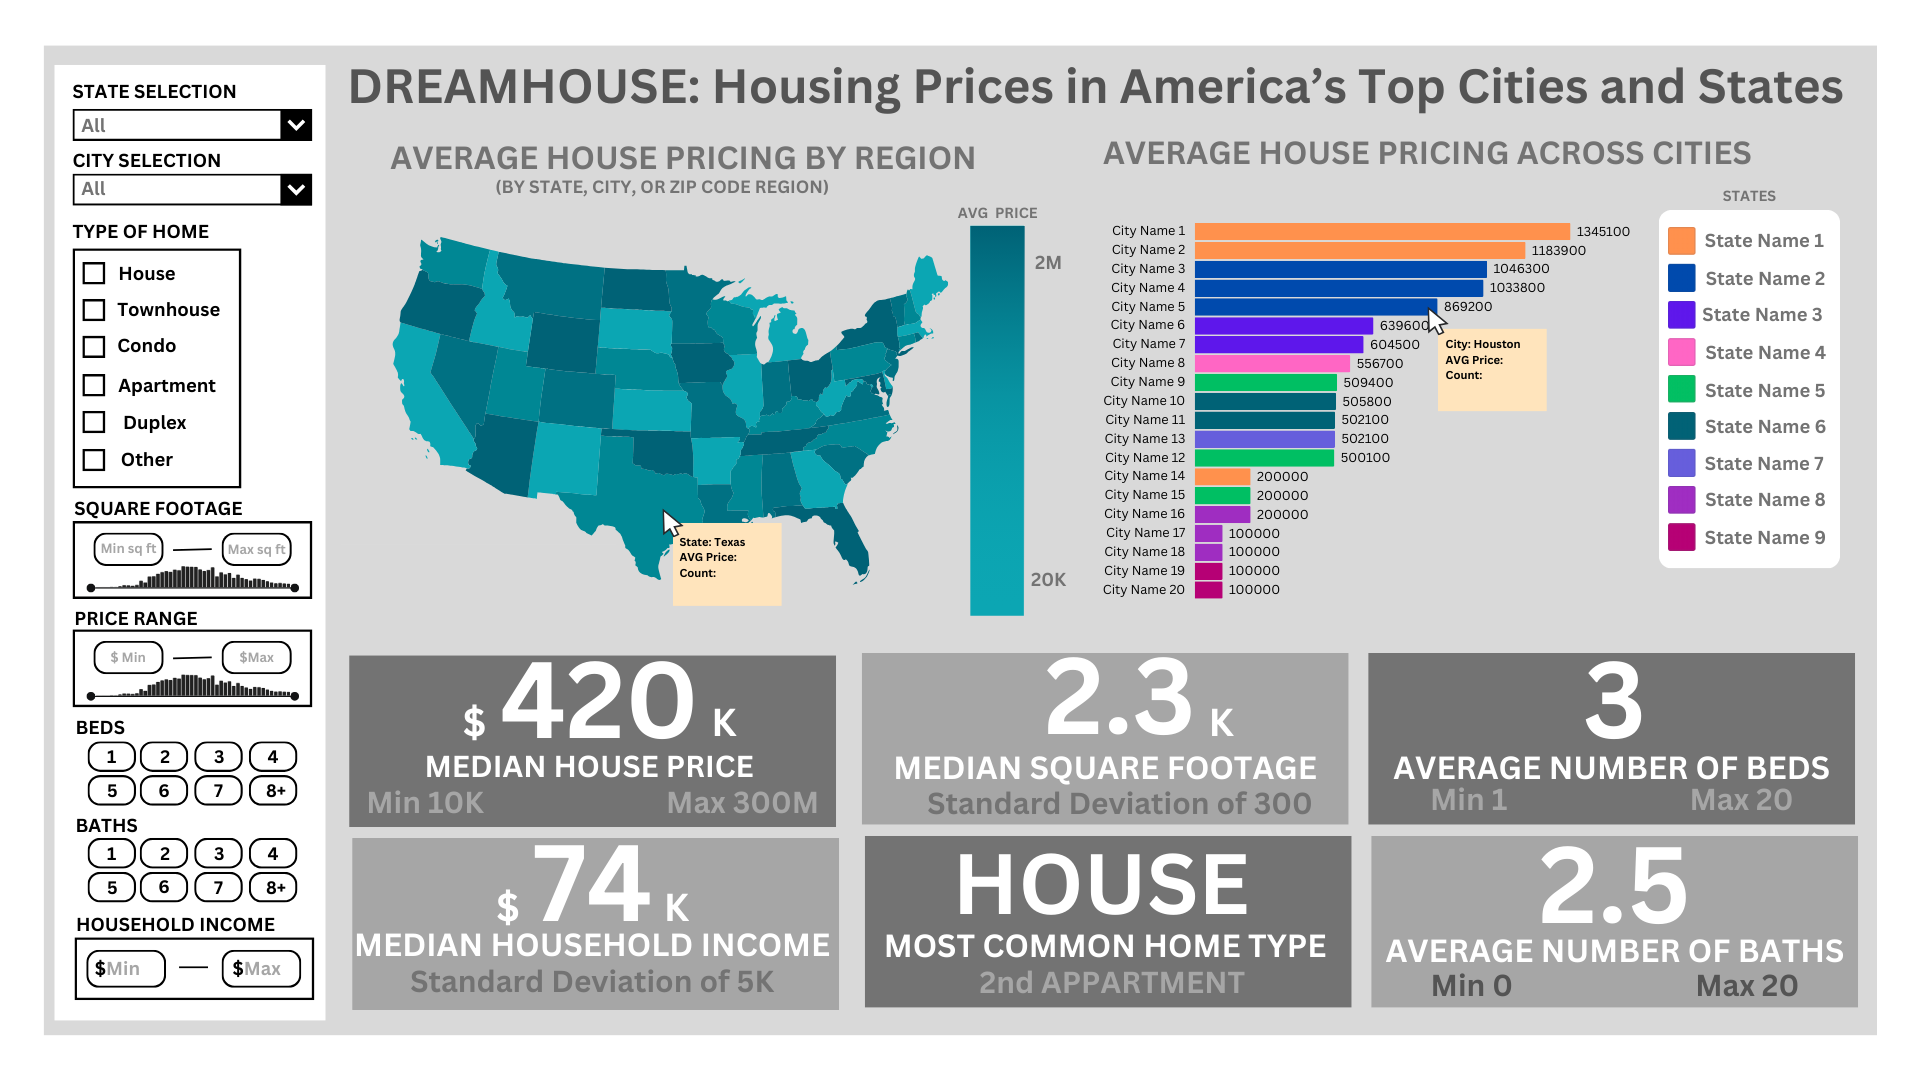 DREAMHOUSE: Housing Prices in America’s Top Cities and States
STATE SELECTION
All
CITY SELECTION
All
TYPE OF HOME
House
Townhouse
Condo
Apartment
Duplex
Other
SQUARE FOOTAGE
Min sq ft
Max sq ft
PRICE RANGE
$ Min
$Max
BEDS
1 2 3 4
5 6 7 8+
BATHS
1 2 3 4
5 6 7 8+
HOUSEHOLD INCOME
$Min
$Max
AVERAGE HOUSE PRICING BY REGION
(BY STATE, CITY, OR ZIP CODE REGION)
AVG PRICE
2M
20K
State: Texas
AVG Price:
Count:
AVERAGE HOUSE PRICING ACROSS CITIES
City Name 1 1345100
City Name 2 1183900
City Name 3 1046300
City Name 4 1033800
City Name 5 869200
City Name 6 639600
City Name 7 604500
City Name 8 556700
City Name 9 509400
City Name 10 505800
City Name 11 502100
City Name 13 502100
City Name 12 500100
City Name 14 200000
City Name 15 200000
City Name 16 200000
City Name 17 100000
City Name 18 100000
City Name 19 100000
City Name 20 100000
City: Houston
AVG Price:
Count:
STATES
State Name 1
State Name 2
State Name 3
State Name 4
State Name 5
State Name 6
State Name 7
State Name 8
State Name 9
$ 420 K
MEDIAN HOUSE PRICE
Min 10K Max 300M
2.3 K
MEDIAN SQUARE FOOTAGE
Standard Deviation of 300
3
AVERAGE NUMBER OF BEDS
Min 1 Max 20
$ 74 K
MEDIAN HOUSEHOLD INCOME
Standard Deviation of 5K
HOUSE
MOST COMMON HOME TYPE
2nd APPARTMENT
2.5
AVERAGE NUMBER OF BATHS
Min 0 Max 20